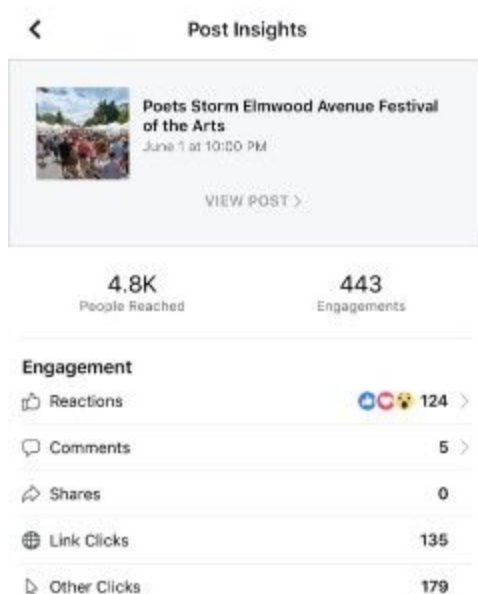 Post Insights
Poets Storm Elmwood Avenue Festival
of the Arts
June 1 at 10:00 PM
VIEW POST >
4.8K 443
People Reached Engagements
Engagement
Reactions 124 >
Comments 5 >
Shares 0
Link Clicks 135
Other Clicks 179